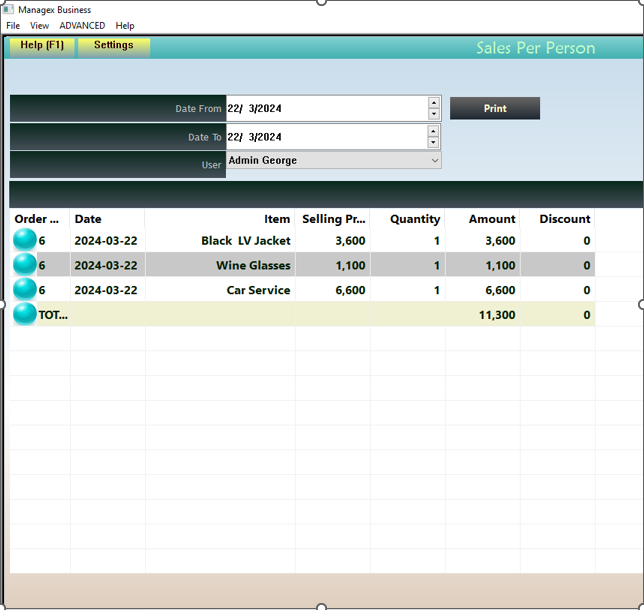 Managex Business
File View ADVANCED Help
Help (F1) Settings Sales Per Person
Date From 22/ 3/2024 Print
Date To 22/ 3/2024
User Admin George
Order ... Date Item Selling Pr... Quantity Amount Discount
6 2024-03-22 Black LV Jacket 3,600 1 3,600 0
6 2024-03-22 Wine Glasses 1,100 1 1,100 0
6 2024-03-22 Car Service 6,600 1 6,600 0
TOT... 11,300 0